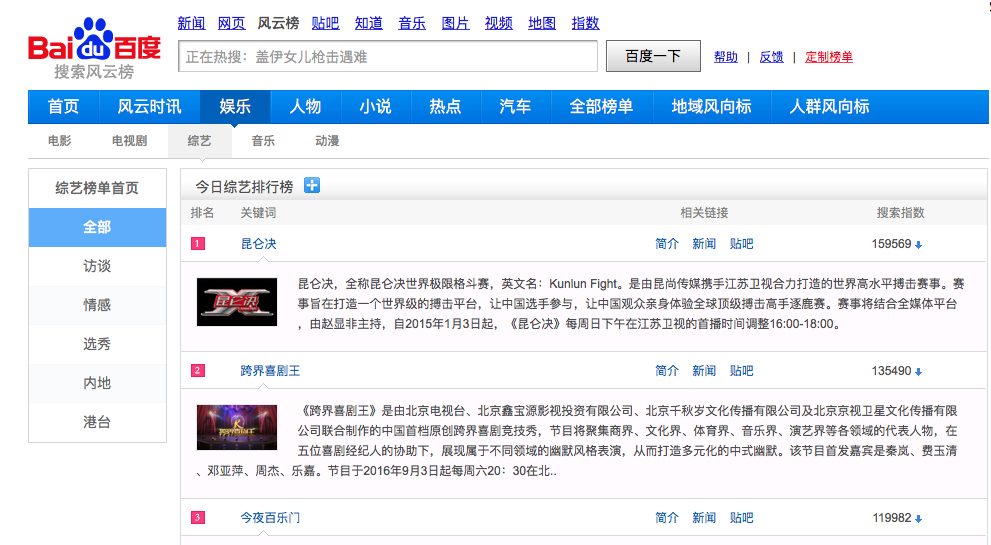 新闻 网页 风云榜 贴吧 知道 音乐 图片 视频 地图 指数
Bai du 百度
搜索风云榜
正在热搜：盖伊女儿枪击遇难 百度一下 帮助 | 反馈 | 定制榜单
首页 风云时讯 娱乐 人物 小说 热点 汽车 全部榜单 地域风向标 人群风向标
电影 电视剧 综艺 音乐 动漫
综艺榜单首页
全部
访谈
情感
选秀
内地
港台
今日综艺排行榜
排名 关键词 相关链接 搜索指数
1 昆仑决 简介 新闻 贴吧 159569
昆仑决
昆仑决，全称昆仑决世界极限格斗赛，英文名：Kunlun Fight。是由昆尚传媒携手江苏卫视合力打造的世界高水平搏击赛事。赛
事旨在打造一个世界级的搏击平台，让中国选手参与，让中国观众亲身体验全球顶级搏击高手逐鹿赛。赛事将结合全媒体平台
，由赵显非主持，自2015年1月3日起，《昆仑决》每周日下午在江苏卫视的首播时间调整16:00-18:00。
2 跨界喜剧王 简介 新闻 贴吧 135490
《跨界喜剧王》是由北京电视台、北京鑫宝源影视投资有限公司、北京千秋岁文化传播有限公司及北京京视卫星文化传播有限
公司联合制作的中国首档原创跨界喜剧竞技秀，节目将聚集商界、文化界、体育界、音乐界、演艺界等各领域的代表人物，在
五位喜剧经纪人的协助下，展现属于不同领域的幽默风格表演，从而打造多元化的中式幽默。该节目首发嘉宾是秦岚、费玉清
、邓亚萍、周杰、乐嘉。节目于2016年9月3日起每周六20：30在北..
3 今夜百乐门 简介 新闻 贴吧 119982